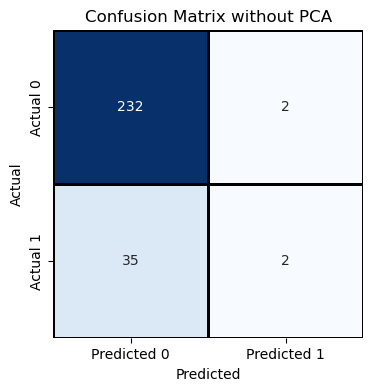 Confusion Matrix without PCA
Actual
Actual 0
232
2
Actual 1
35
2
Predicted 0
Predicted 1
Predicted